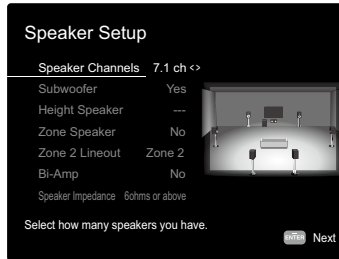 Speaker Setup
Speaker Channels 7.1 ch <>
Subwoofer Yes
Height Speaker ---
Zone Speaker No
Zone 2 Lineout Zone 2
Bi-Amp No
Speaker Impedance 6ohms or above
Select how many speakers you have.
ENTER Next